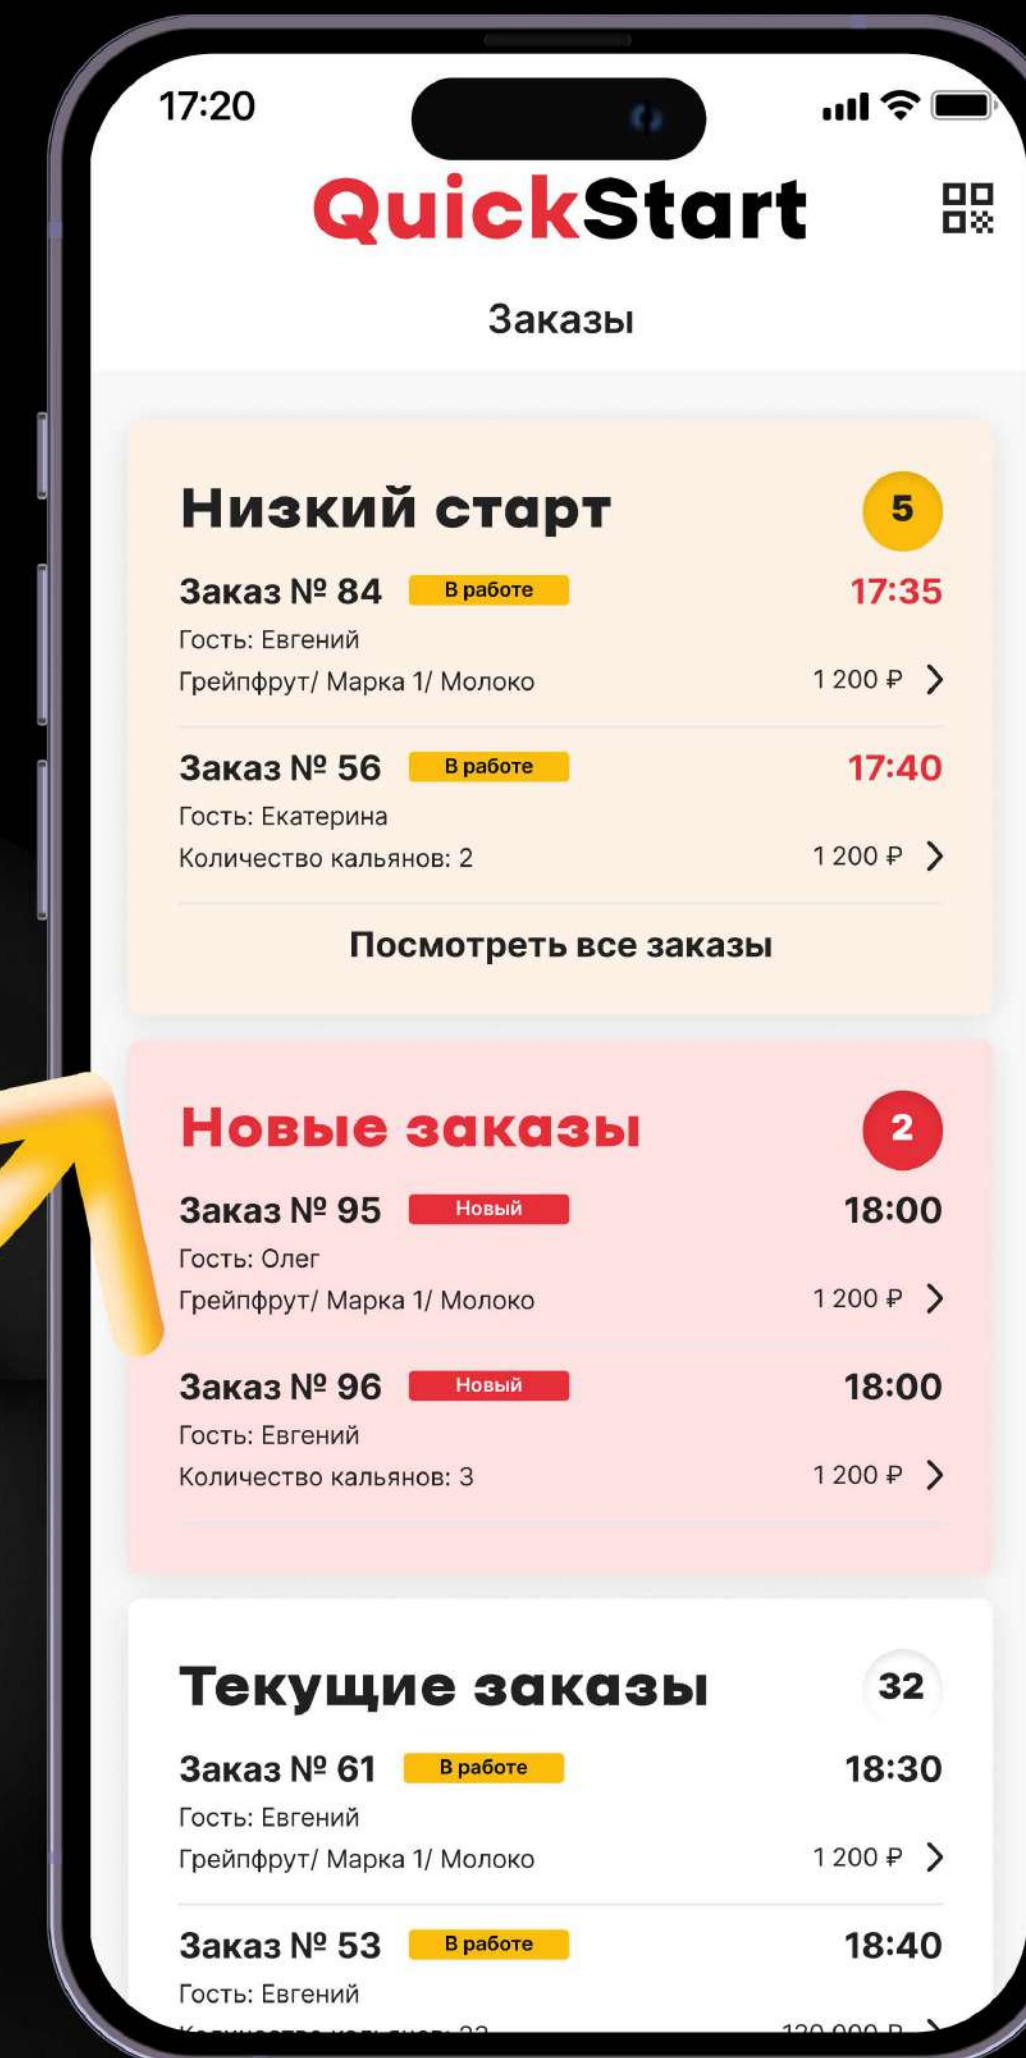 17:20
QuickStart
Заказы
Низкий старт 5
Заказ № 84 В работе 17:35
Гость: Евгений
Грейпфрут/ Марка 1/ Молоко 1 200 ₽
Заказ № 56 В работе 17:40
Гость: Екатерина
Количество кальянов: 2 1 200 ₽
Посмотреть все заказы
Новые заказы 2
Заказ № 95 Новый 18:00
Гость: Олег
Грейпфрут/ Марка 1/ Молоко 1 200 ₽
Заказ № 96 Новый 18:00
Гость: Евгений
Количество кальянов: 3 1 200 ₽
Текущие заказы 32
Заказ № 61 В работе 18:30
Гость: Евгений
Грейпфрут/ Марка 1/ Молоко 1 200 ₽
Заказ № 53 В работе 18:40
Гость: Евгений
Количество кальянов: